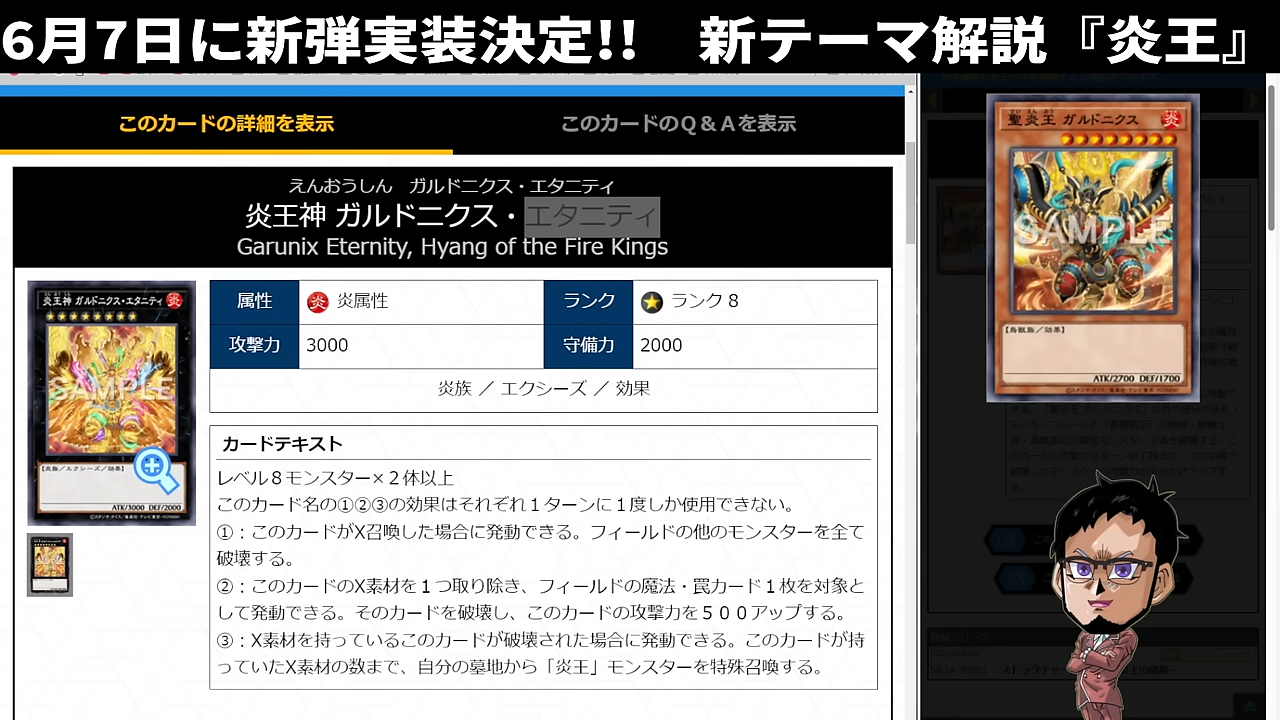 6月7日に新弾実装決定!!　新テーマ解説『炎王』
このカードの詳細を表示
このカードのQ＆Aを表示
えんおうしん　ガルドニクス・エタニティ
炎王神 ガルドニクス・エタニティ
Garunix Eternity, Hyang of the Fire Kings
炎王神 ガルドニクス・エタニティ 炎
SAMPLE
【炎族／エクシーズ／効果】
ATK/3000 DEF/2000
属性
炎 炎属性
ランク
ランク 8
攻撃力
3000
守備力
2000
炎族 ／ エクシーズ ／ 効果
カードテキスト
レベル８モンスター×２体以上
このカード名の①②③の効果はそれぞれ１ターンに１度しか使用できない。
①：このカードがX召喚した場合に発動できる。フィールドの他のモンスターを全て
破壊する。
②：このカードのX素材を１つ取り除き、フィールドの魔法・罠カード１枚を対象と
して発動できる。そのカードを破壊し、このカードの攻撃力を５００アップする。
③：X素材を持っているこのカードが破壊された場合に発動できる。このカードが持
っていたX素材の数まで、自分の墓地から「炎王」モンスターを特殊召喚する。
聖炎王 ガルドニクス 炎
SAMPLE
【鳥獣族／効果】
ATK/2700 DEF/1700